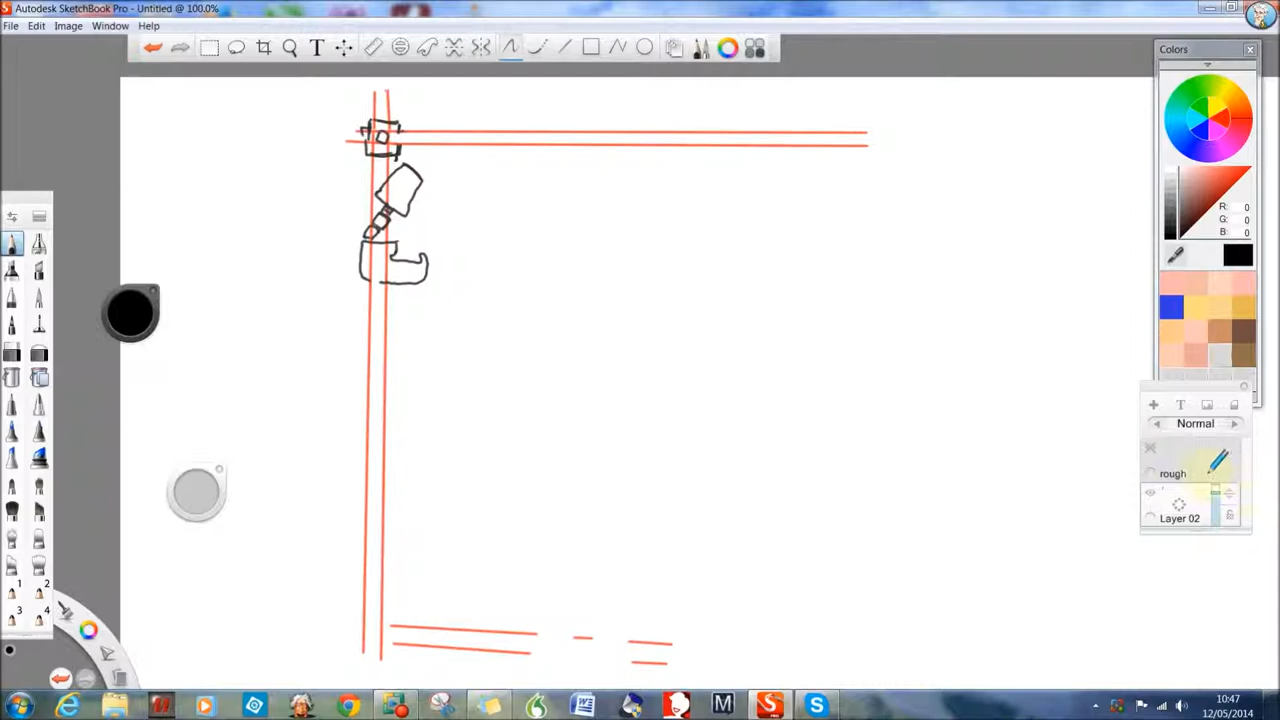 Autodesk SketchBook Pro - Untitled @ 100.0%
File Edit Image Window Help
T
Colors
R: 0
G: 0
B: 0
T
Normal
rough
Layer 02
1 2
3 4
W
M
S
S
10:47
12/05/2014